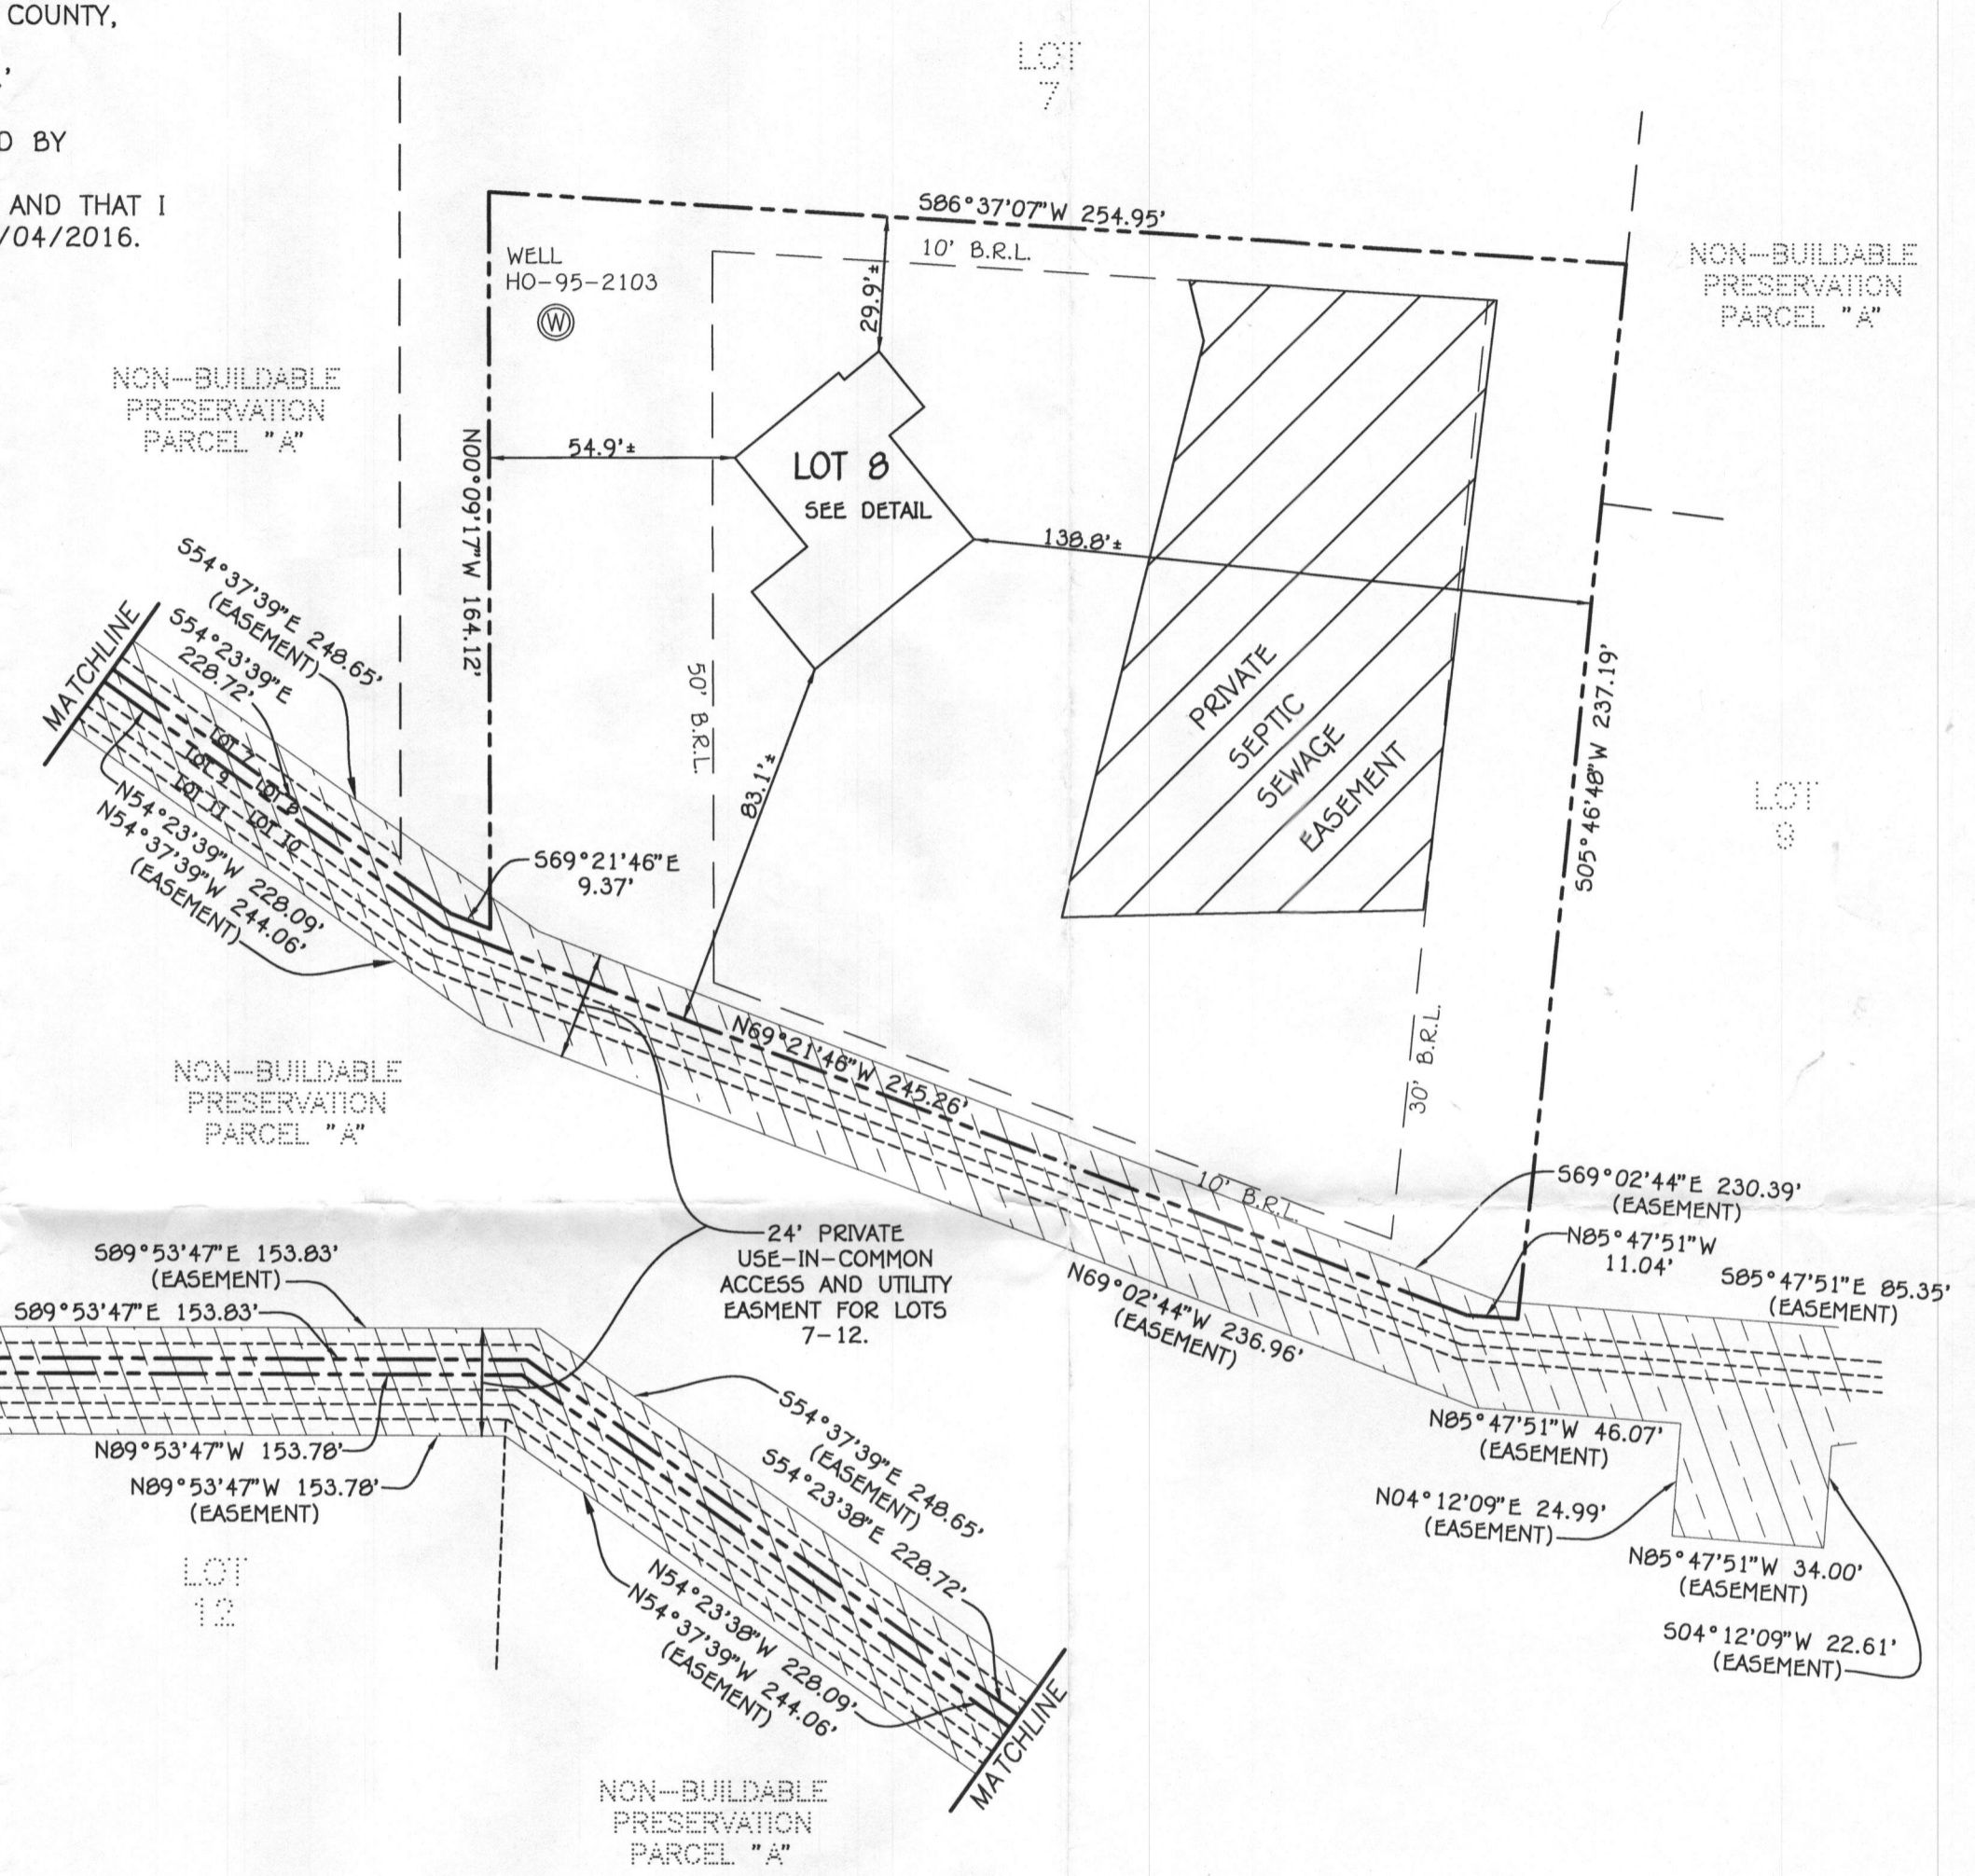 COUNTY,
,
D BY
AND THAT I
/04/2016.
LOT
7
S86°37'07"W 254.95'
10' B.R.L.
WELL
HO-95-2103
W
29.9'±
NON-BUILDABLE
PRESERVATION
PARCEL "A"
NON-BUILDABLE
PRESERVATION
PARCEL "A"
N00°09'17"W 164.12'
54.9'±
LOT 8
SEE DETAIL
138.8'±
S54°37'39"E 248.65'
(EASEMENT)
S54°23'39"E
228.72'
MATCHLINE
50' B.R.L.
83.1'±
PRIVATE
SEPTIC
SEWAGE
EASEMENT
S05°46'48"W 237.19'
LOT
9
LOT 7
LOT 8
LOT 9
LOT 10
LOT 11
N54°23'39"W 228.09'
N54°37'39"W 244.06'
(EASEMENT)
S69°21'46"E
9.37'
N69°21'46"W 245.26'
30' B.R.L.
NON-BUILDABLE
PRESERVATION
PARCEL "A"
10' B.R.L.
S69°02'44"E 230.39'
(EASEMENT)
N85°47'51"W
11.04'
S85°47'51"E 85.35'
(EASEMENT)
24' PRIVATE
USE-IN-COMMON
ACCESS AND UTILITY
EASMENT FOR LOTS
7-12.
N69°02'44"W 236.96'
(EASEMENT)
S89°53'47"E 153.83'
(EASEMENT)
S89°53'47"E 153.83'
N89°53'47"W 153.78'
N89°53'47"W 153.78'
(EASEMENT)
S54°37'39"E 248.65'
(EASEMENT)
S54°23'38"E 228.72'
N85°47'51"W 46.07'
(EASEMENT)
N04°12'09"E 24.99'
(EASEMENT)
N85°47'51"W 34.00'
(EASEMENT)
S04°12'09"W 22.61'
(EASEMENT)
LOT
12
N54°23'38"W 228.09'
N54°37'39"W 244.06'
(EASEMENT)
MATCHLINE
NON-BUILDABLE
PRESERVATION
PARCEL "A"